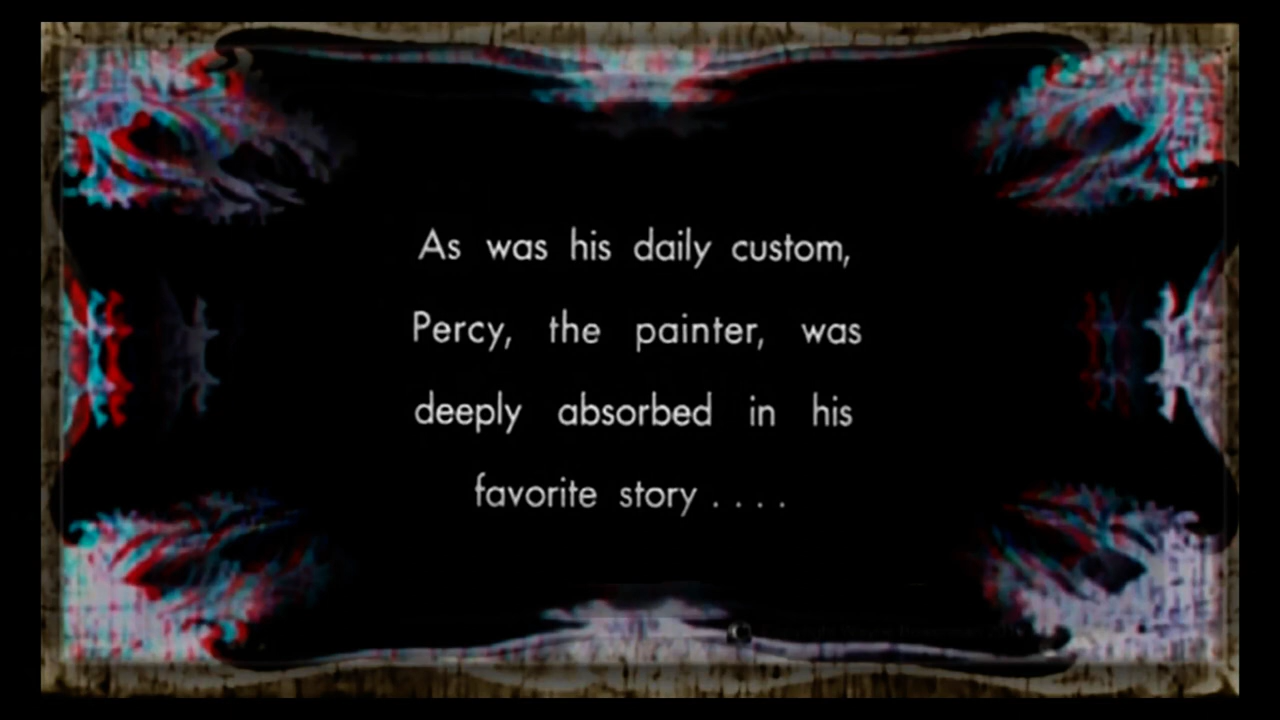 As was his daily custom,
Percy, the painter, was
deeply absorbed in his
favorite story . . . .